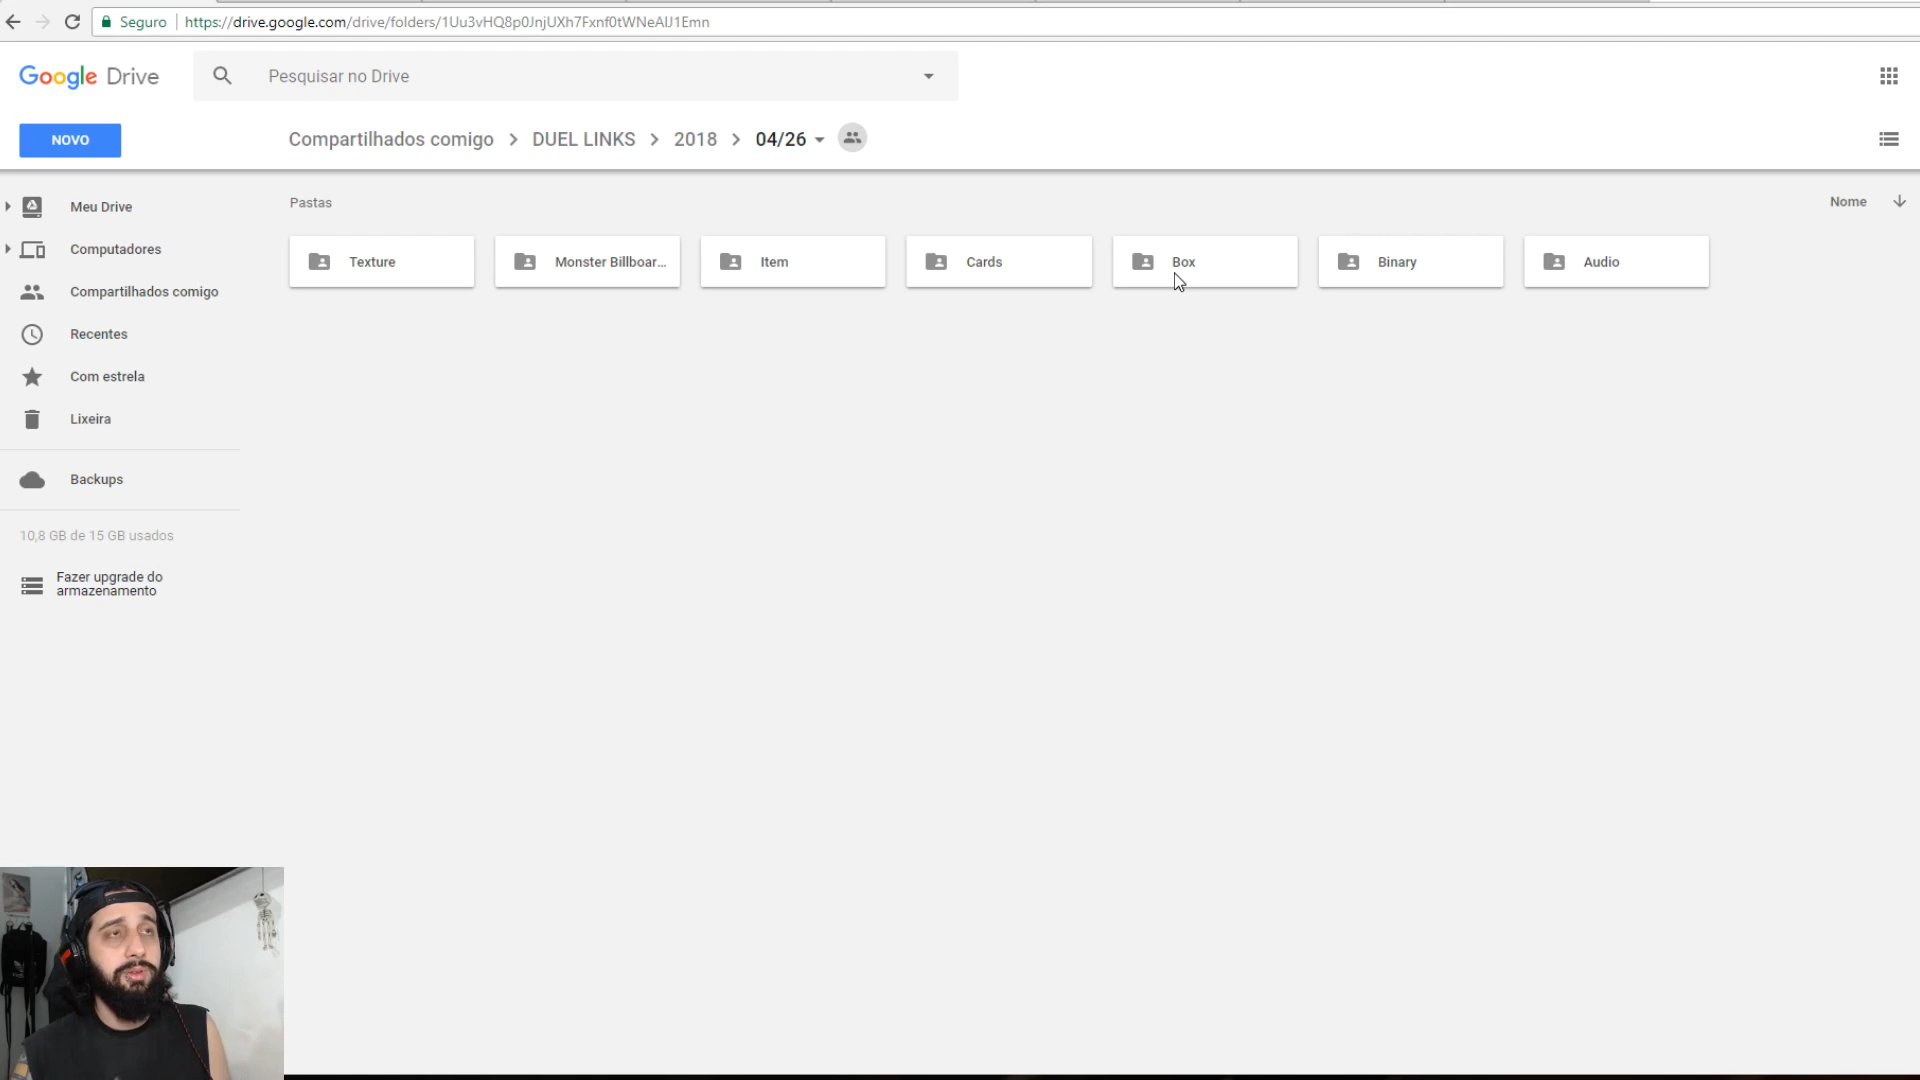 Seguro | https://drive.google.com/drive/folders/1Uu3vHQ8p0JnjUXh7Fxnf0tWNeAlJ1Emn
Google Drive
Pesquisar no Drive
NOVO
Compartilhados comigo > DUEL LINKS > 2018 > 04/26
Meu Drive
Computadores
Compartilhados comigo
Recentes
Com estrela
Lixeira
Backups
10,8 GB de 15 GB usados
Fazer upgrade do
armazenamento
Pastas
Nome
Texture
Monster Billboar...
Item
Cards
Box
Binary
Audio